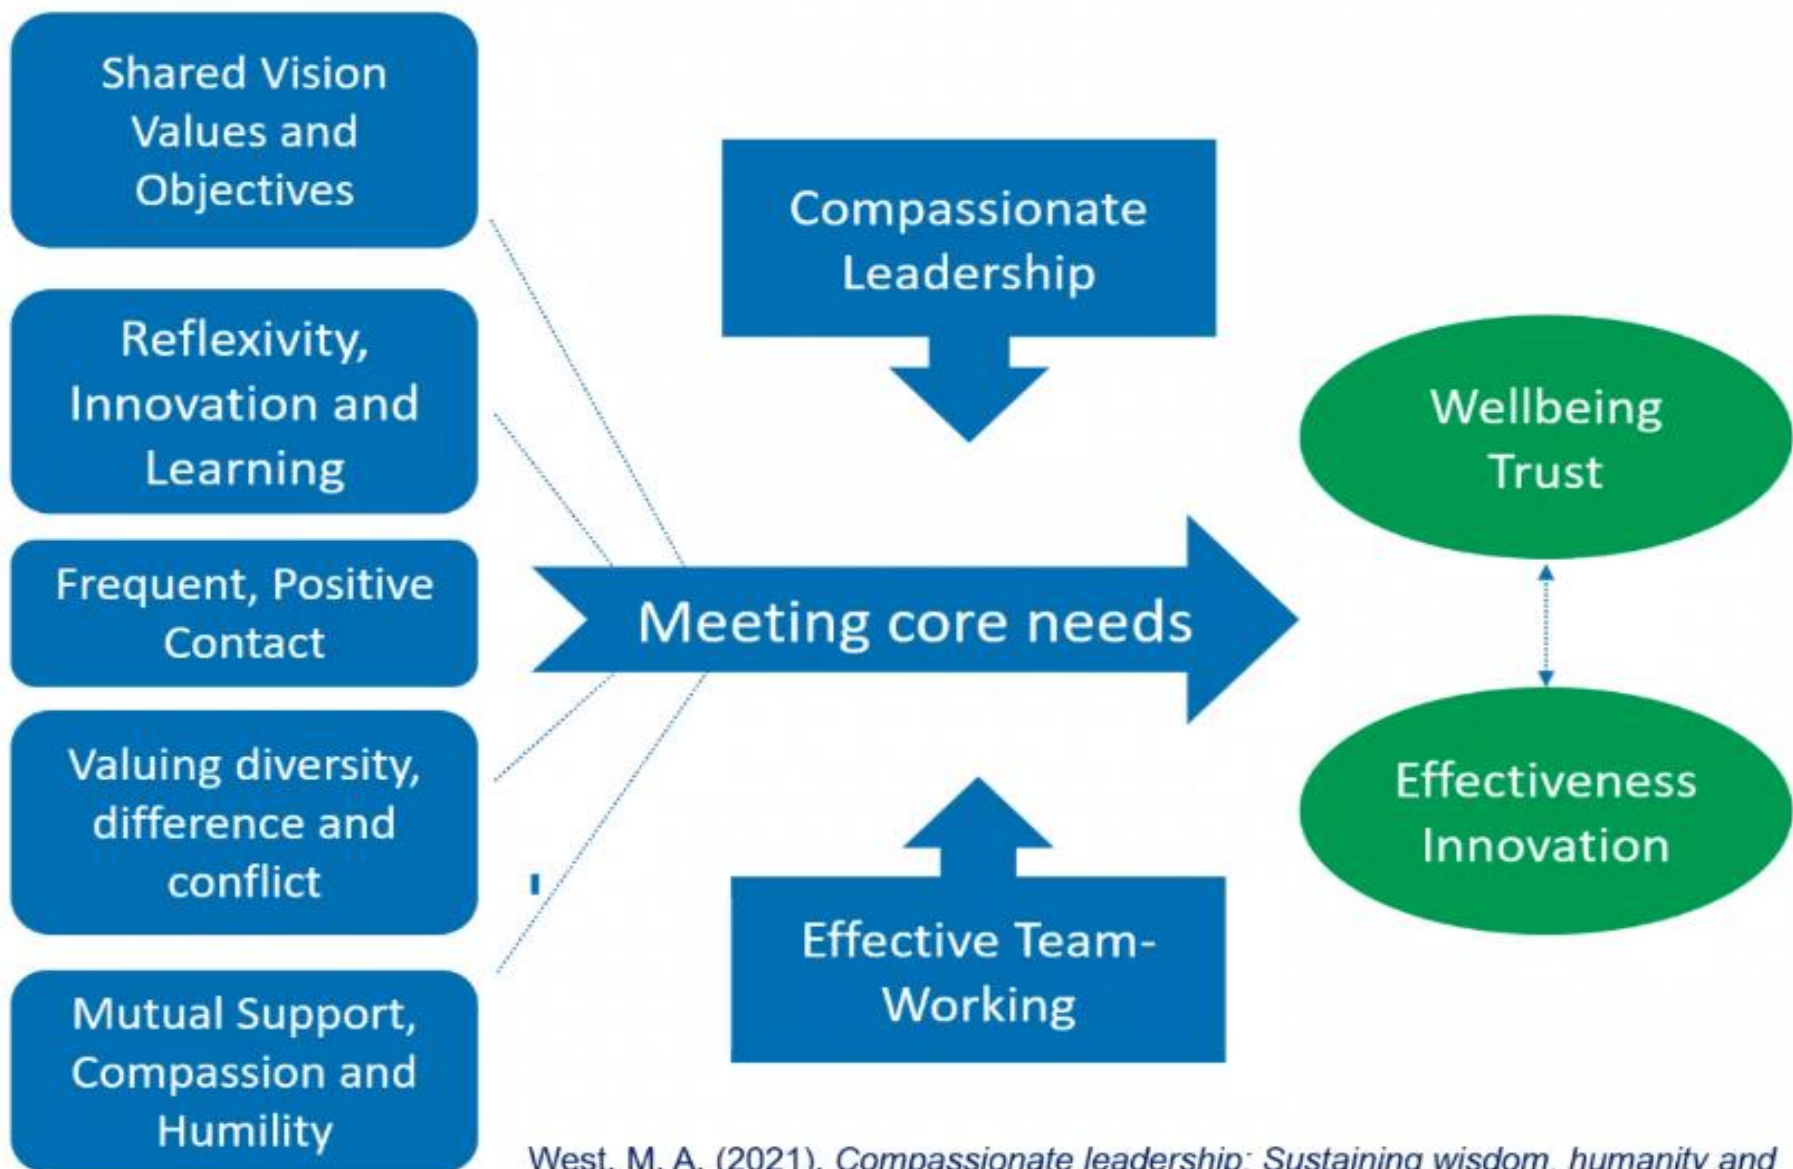 Shared Vision
Values and
Objectives
Reflexivity,
Innovation and
Learning
Frequent, Positive
Contact
Valuing diversity,
difference and
conflict
Mutual Support,
Compassion and
Humility
Compassionate
Leadership
Meeting core needs
Effective Team-
Working
Wellbeing
Trust
Effectiveness
Innovation
West, M. A. (2021). Compassionate leadership: Sustaining wisdom, humanity and